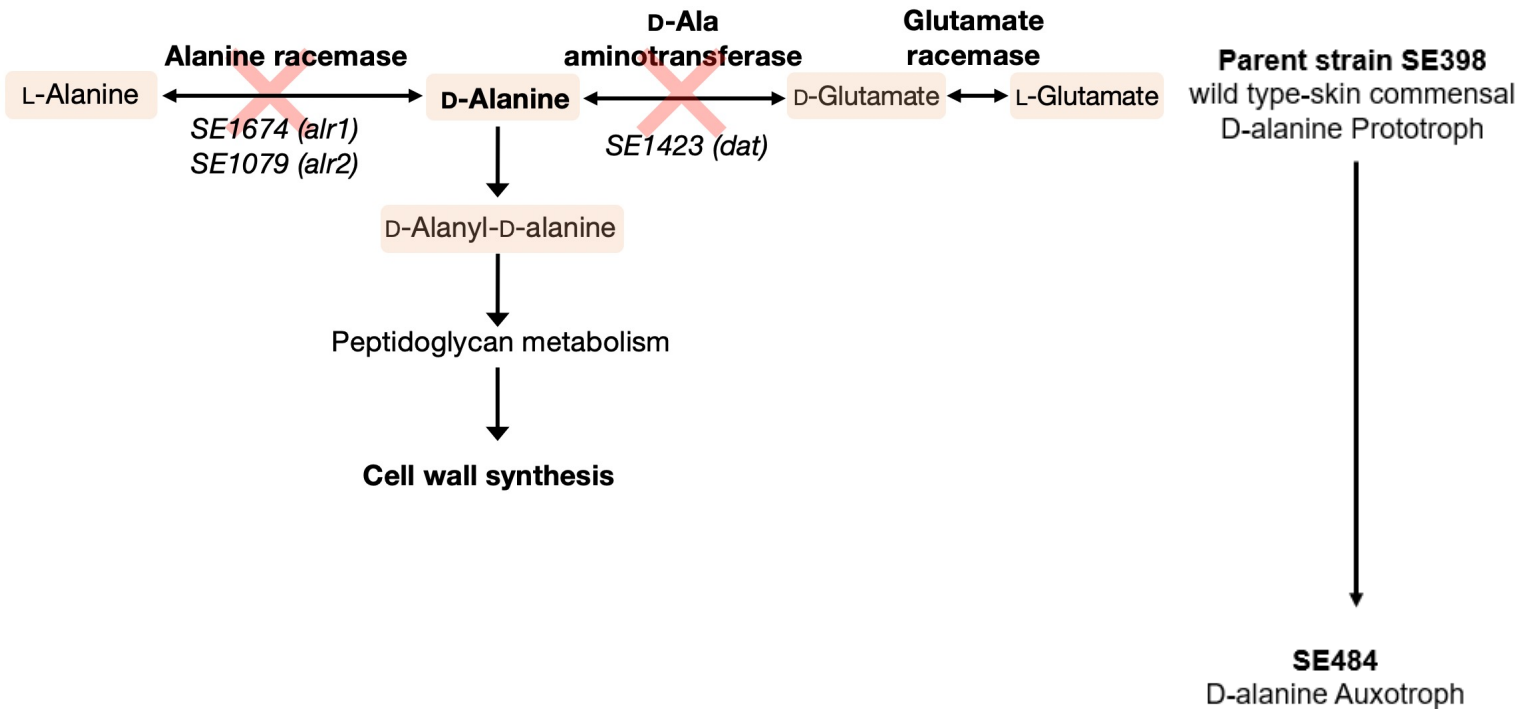 Alanine racemase
D-Ala
aminotransferase
Glutamate
racemase
L-Alanine
D-Alanine
D-Glutamate
L-Glutamate
SE1674 (alr1)
SE1079 (alr2)
SE1423 (dat)
D-Alanyl-D-alanine
Peptidoglycan metabolism
Cell wall synthesis
Parent strain SE398
wild type-skin commensal
D-alanine Prototroph
SE484
D-alanine Auxotroph